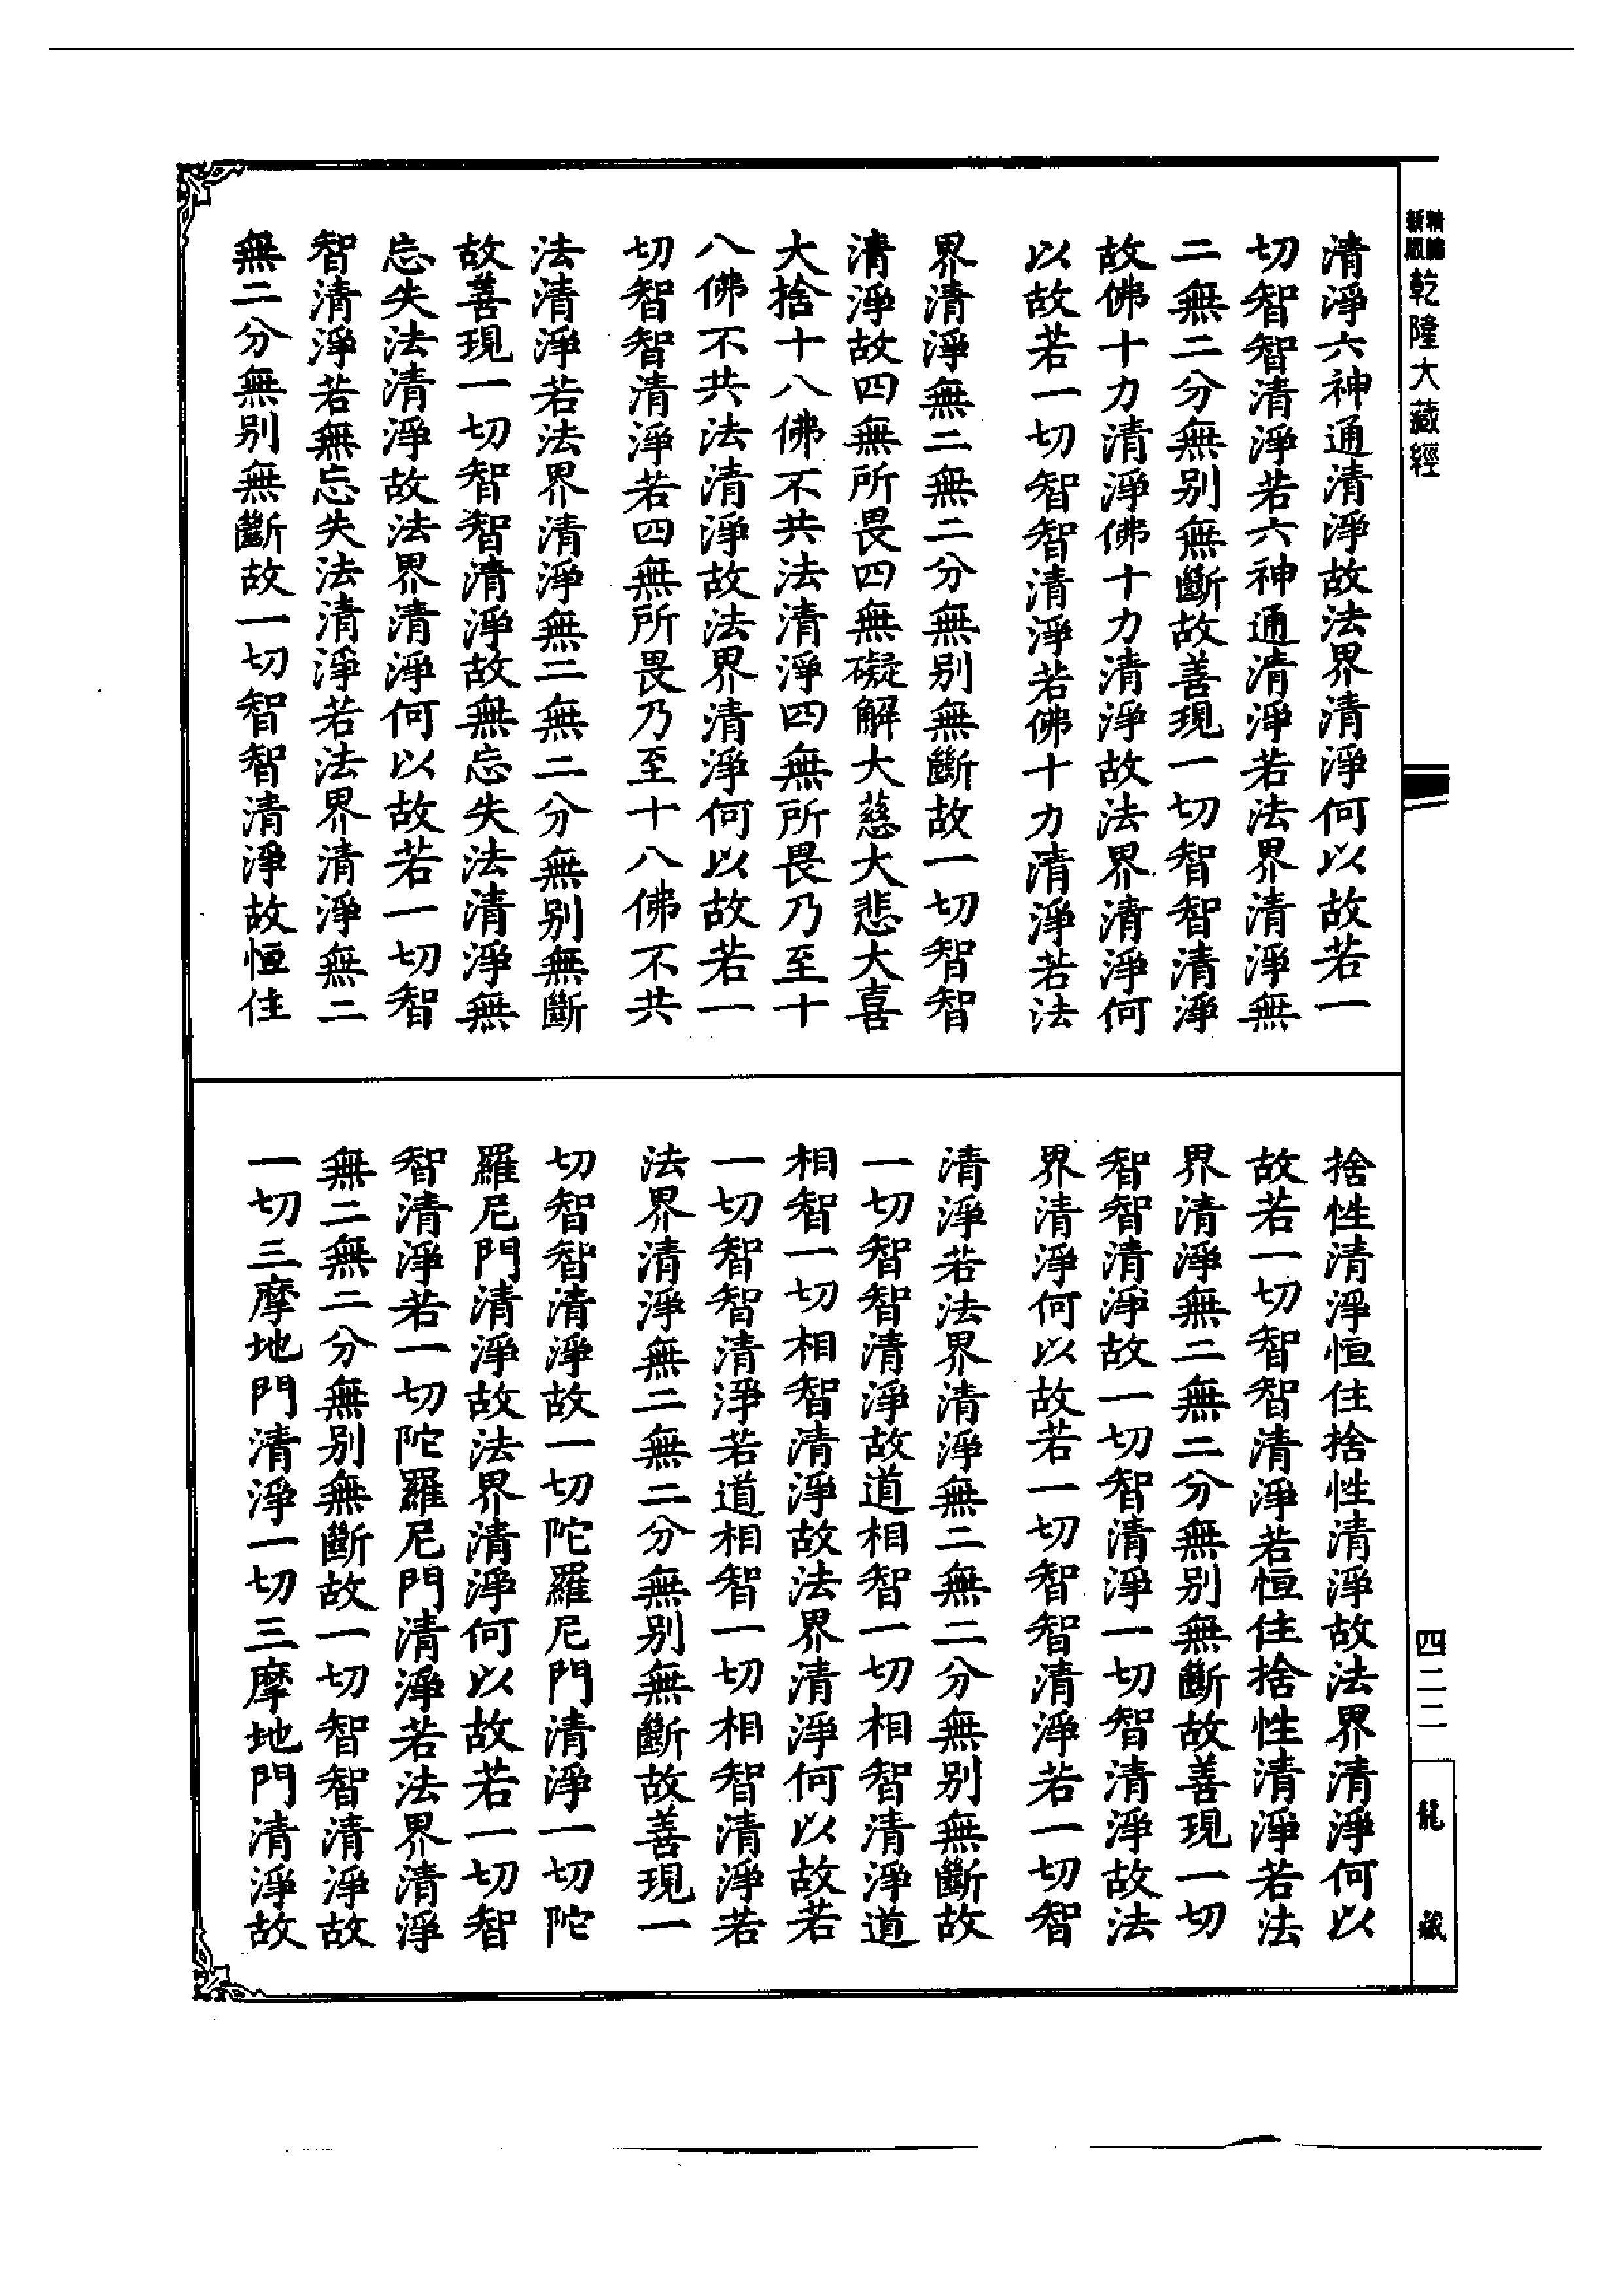 新版
精編
乾隆大藏經
四二二
龍藏
清淨六神通清淨故法界清淨何以故若一
切智智清淨若六神通清淨若法界清淨無
二無二分無別無斷故善現一切智智清淨
故佛十力清淨佛十力清淨故法界清淨何
以故若一切智智清淨若佛十力清淨若法
界清淨無二無二分無別無斷故一切智智
清淨故四無所畏四無礙解大慈大悲大喜
大捨十八佛不共法清淨四無所畏乃至十
八佛不共法清淨故法界清淨何以故若一
切智智清淨若四無所畏乃至十八佛不共
法清淨若法界清淨無二無二分無別無斷
故善現一切智智清淨故無忘失法清淨無
忘失法清淨故法界清淨何以故若一切智
智清淨若無忘失法清淨若法界清淨無二
無二分無別無斷故一切智智清淨故恒住
捨性清淨恒住捨性清淨故法界清淨何以
故若一切智智清淨若恒住捨性清淨若法
界清淨無二無二分無別無斷故善現一切
智智清淨故一切智清淨一切智清淨故法
界清淨何以故若一切智智清淨若一切智
清淨若法界清淨無二無二分無別無斷故
一切智智清淨故道相智一切相智清淨道
相智一切相智清淨故法界清淨何以故若
一切智智清淨若道相智一切相智清淨若
法界清淨無二無二分無別無斷故善現一
切智智清淨故一切陀羅尼門清淨一切陀
羅尼門清淨故法界清淨何以故若一切智
智清淨若一切陀羅尼門清淨若法界清淨
無二無二分無別無斷故一切智智清淨故
一切三摩地門清淨一切三摩地門清淨故